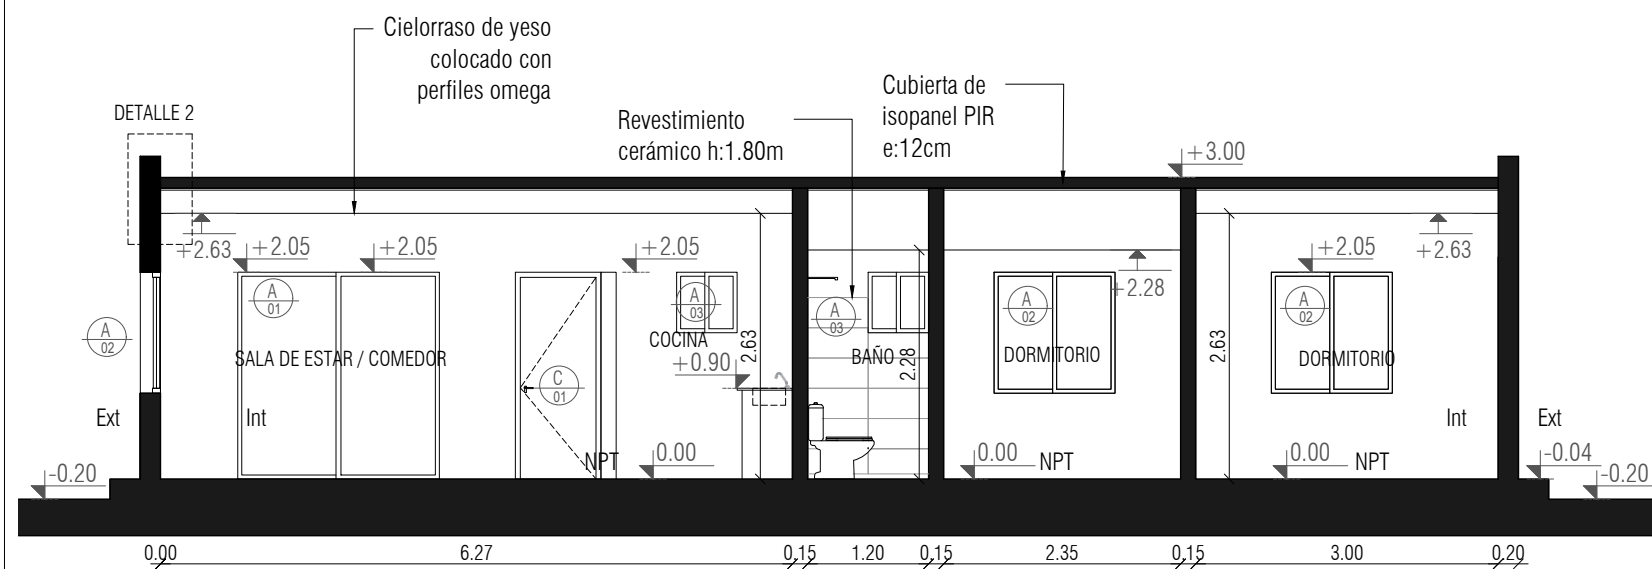 Cielorraso de yeso
colocado con
perfiles omega
DETALLE 2
Revestimiento
cerámico h:1.80m
Cubierta de
isopanel PIR
e:12cm
+3.00
+2.63
+2.05
+2.05
+2.05
+2.28
+2.05
+2.63
A
01
A
03
A
03
A
02
A
02
A
02
C
01
SALA DE ESTAR / COMEDOR
COCINA
+0.90
2.63
BAÑO
2.28
DORMITORIO
2.63
DORMITORIO
Ext
Int
Int
Ext
NPT
0.00
0.00
NPT
0.00
NPT
-0.20
-0.04
-0.20
0.00
6.27
0.15
1.20
0.15
2.35
0.15
3.00
0.20